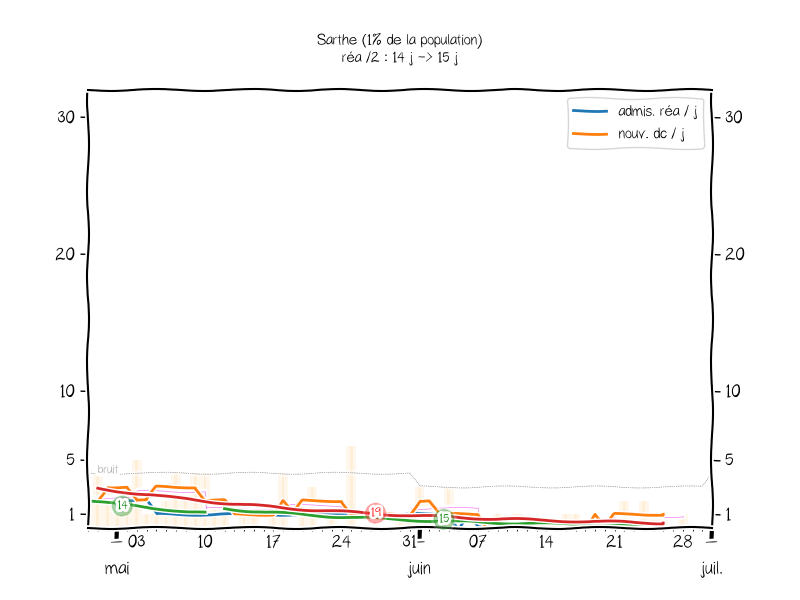 Sarthe (1% de la population)
réa /2 : 14 j -> 15 j
admis. réa / j
nouv. dc / j
30
30
20
20
10
10
5
5
1
1
bruit
14
15
03 10 17 24 31 07 14 21 28
mai juin juil.